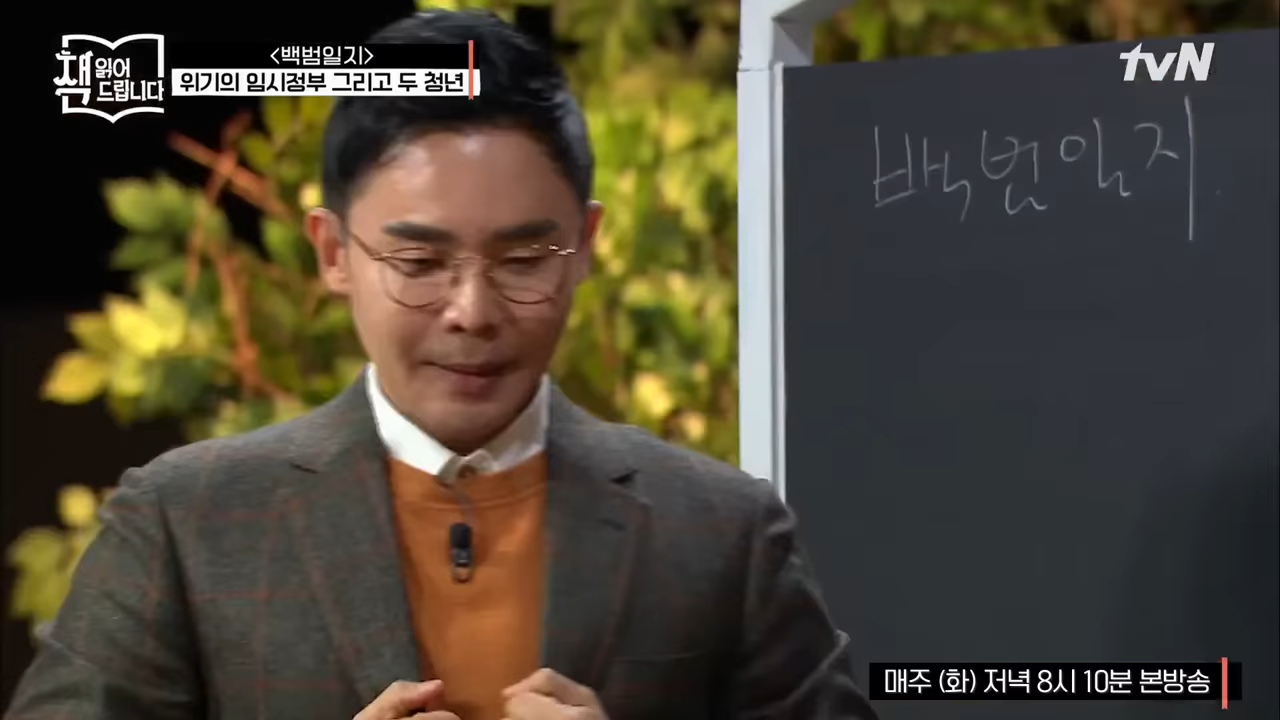 책 읽어
드립니다
<백범일지>
위기의 임시정부 그리고 두 청년
tvN
백범일지.
매주 (화) 저녁 8시 10분 본방송